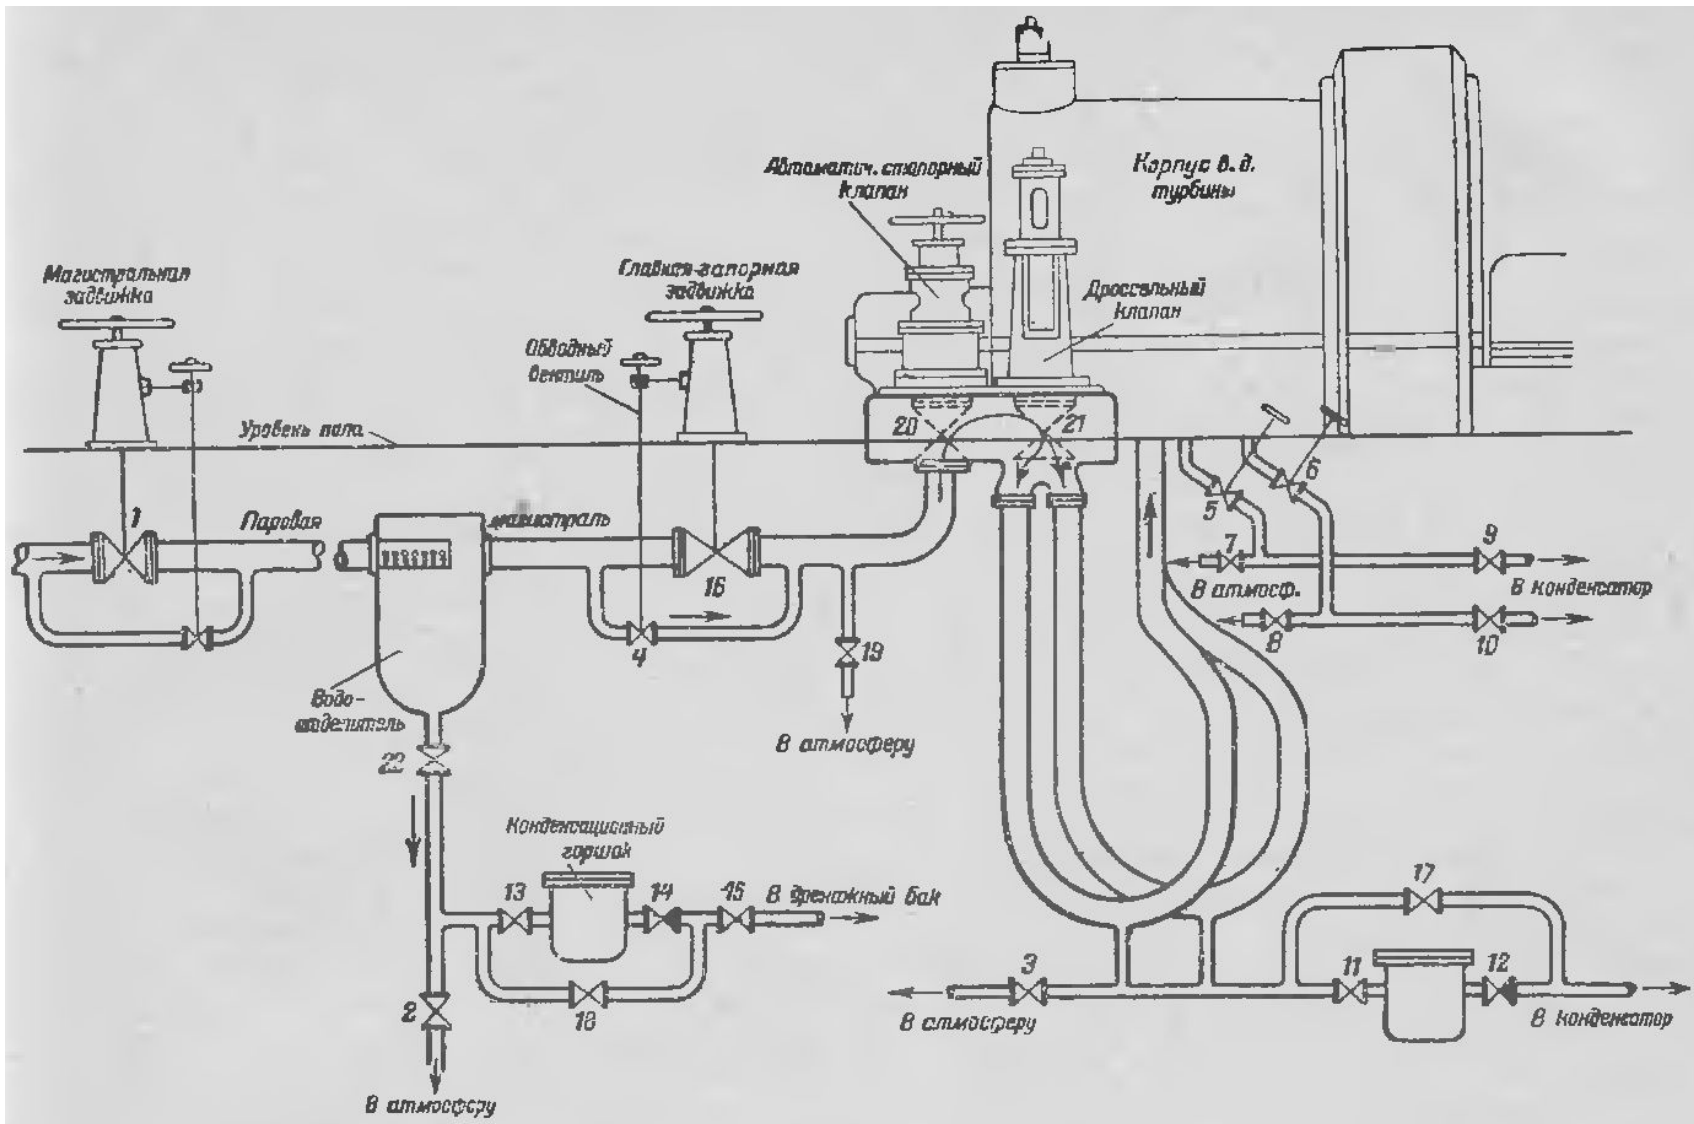 Автоматич. стопорный
клапан
Корпус в. д.
турбины
Магистральная
задвижка
Главная запорная
задвижка
Дроссельный
клапан
Обводный
вентиль
Уровень пола
20
21
6
5
1
Паровая
магистраль
16
7
9
В атмосф.
В конденсатор
4
19
8
10
Водо-
отделитель
В атмосферу
22
Конденсационный
горшок
13
14
15
В дренажный бак
17
2
18
3
11
12
В атмосферу
В конденсатор
В атмосферу